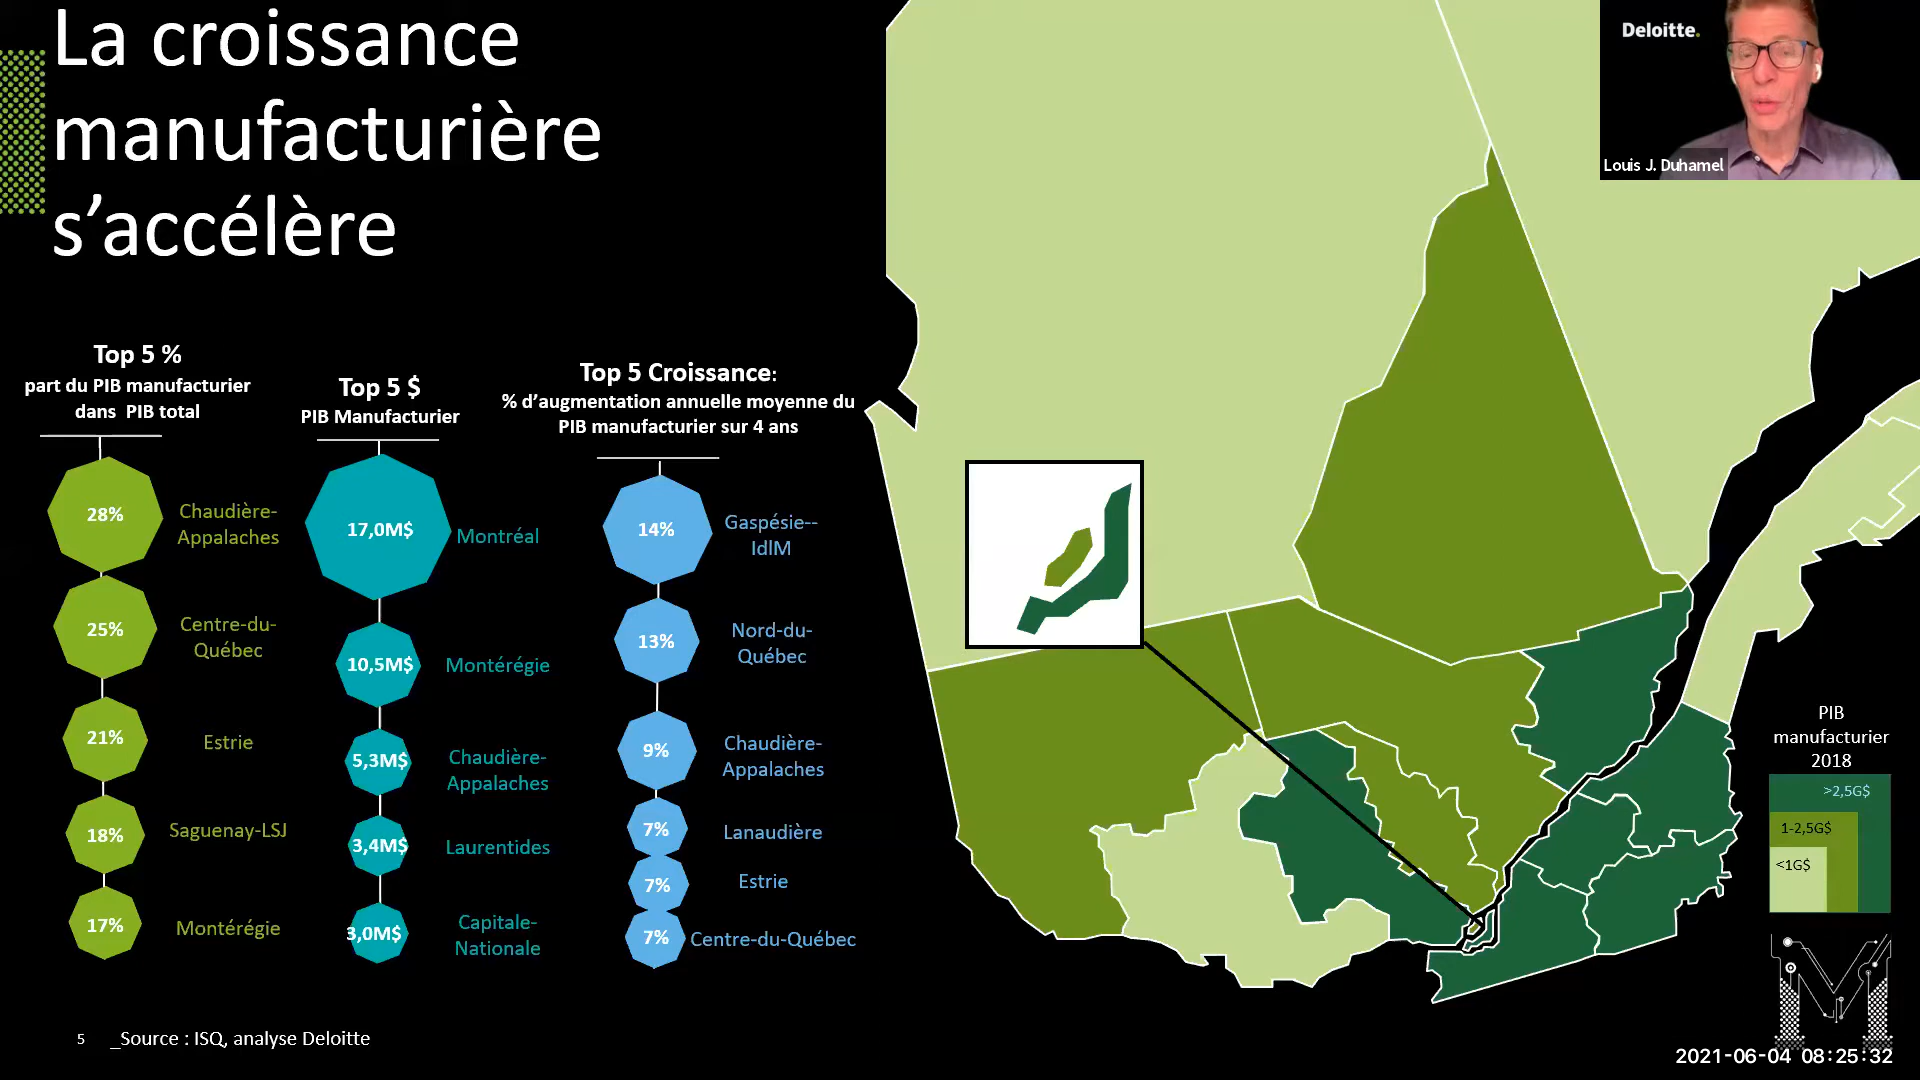 La croissance
manufacturière
s’accélère
Deloitte.
Louis J. Duhamel
Top 5 %
part du PIB manufacturier
dans PIB total
28%
Chaudière-
Appalaches
25%
Centre-du-
Québec
21%
Estrie
18%
Saguenay-LSJ
17%
Montérégie
Top 5 $
PIB Manufacturier
17,0M$
Montréal
10,5M$
Montérégie
5,3M$
Chaudière-
Appalaches
3,4M$
Laurentides
3,0M$
Capitale-
Nationale
Top 5 Croissance:
% d’augmentation annuelle moyenne du
PIB manufacturier sur 4 ans
14%
Gaspésie--
IdlM
13%
Nord-du-
Québec
9%
Chaudière-
Appalaches
7%
Lanaudière
7%
Estrie
7%
Centre-du-Québec
PIB
manufacturier
2018
>2,5G$
1-2,5G$
<1G$
5
_Source : ISQ, analyse Deloitte
M
2021-06-04 08:25:32